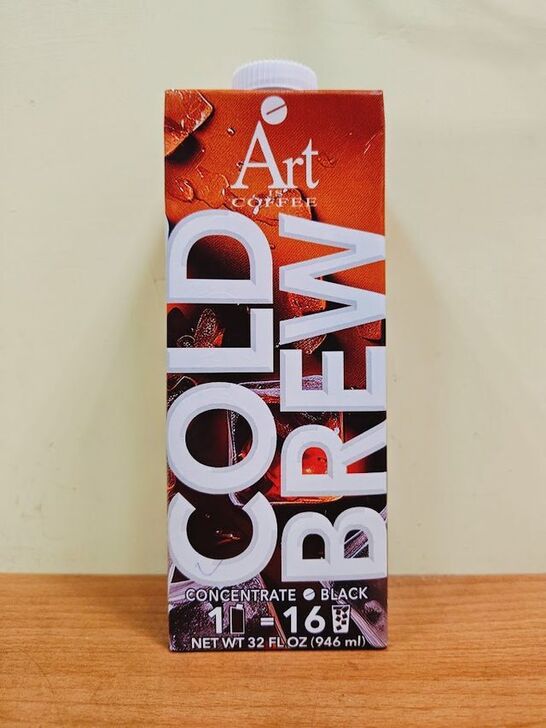 Art
IS
COFFEE
COLD
BREW
CONCENTRATE BLACK
1 = 16
NET WT 32 FL OZ (946 ml)